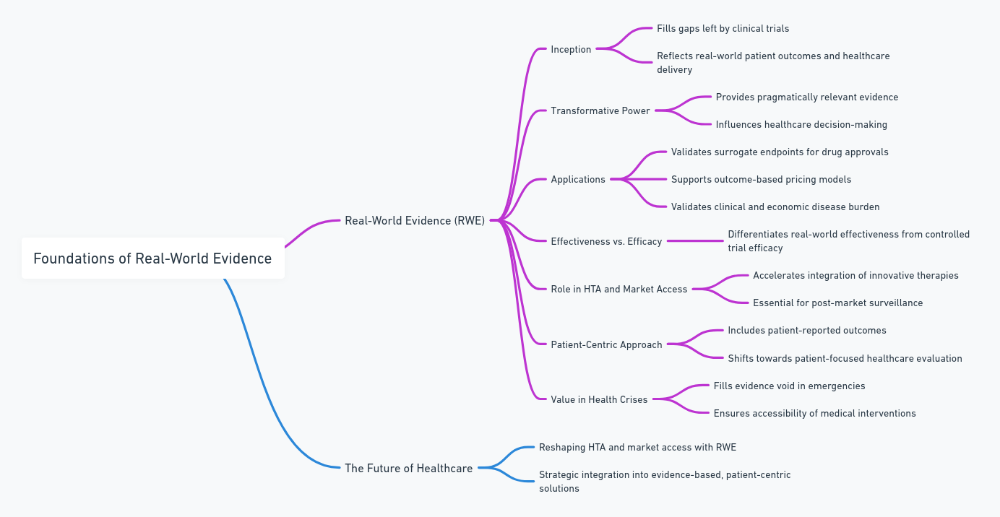 Foundations of Real-World Evidence
Real-World Evidence (RWE)
Inception
Fills gaps left by clinical trials
Reflects real-world patient outcomes and healthcare
delivery
Transformative Power
Provides pragmatically relevant evidence
Influences healthcare decision-making
Applications
Validates surrogate endpoints for drug approvals
Supports outcome-based pricing models
Validates clinical and economic disease burden
Effectiveness vs. Efficacy
Differentiates real-world effectiveness from controlled
trial efficacy
Role in HTA and Market Access
Accelerates integration of innovative therapies
Essential for post-market surveillance
Patient-Centric Approach
Includes patient-reported outcomes
Shifts towards patient-focused healthcare evaluation
Value in Health Crises
Fills evidence void in emergencies
Ensures accessibility of medical interventions
The Future of Healthcare
Reshaping HTA and market access with RWE
Strategic integration into evidence-based, patient-centric
solutions